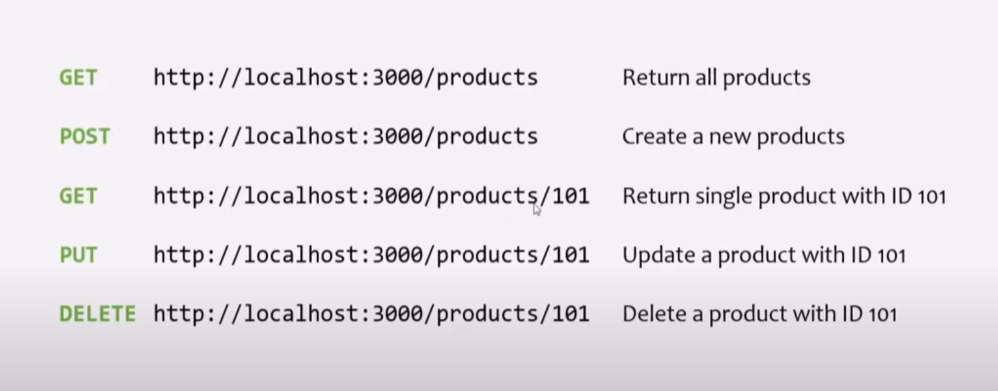 GET http://localhost:3000/products Return all products
POST http://localhost:3000/products Create a new products
GET http://localhost:3000/products/101 Return single product with ID 101
PUT http://localhost:3000/products/101 Update a product with ID 101
DELETE http://localhost:3000/products/101 Delete a product with ID 101